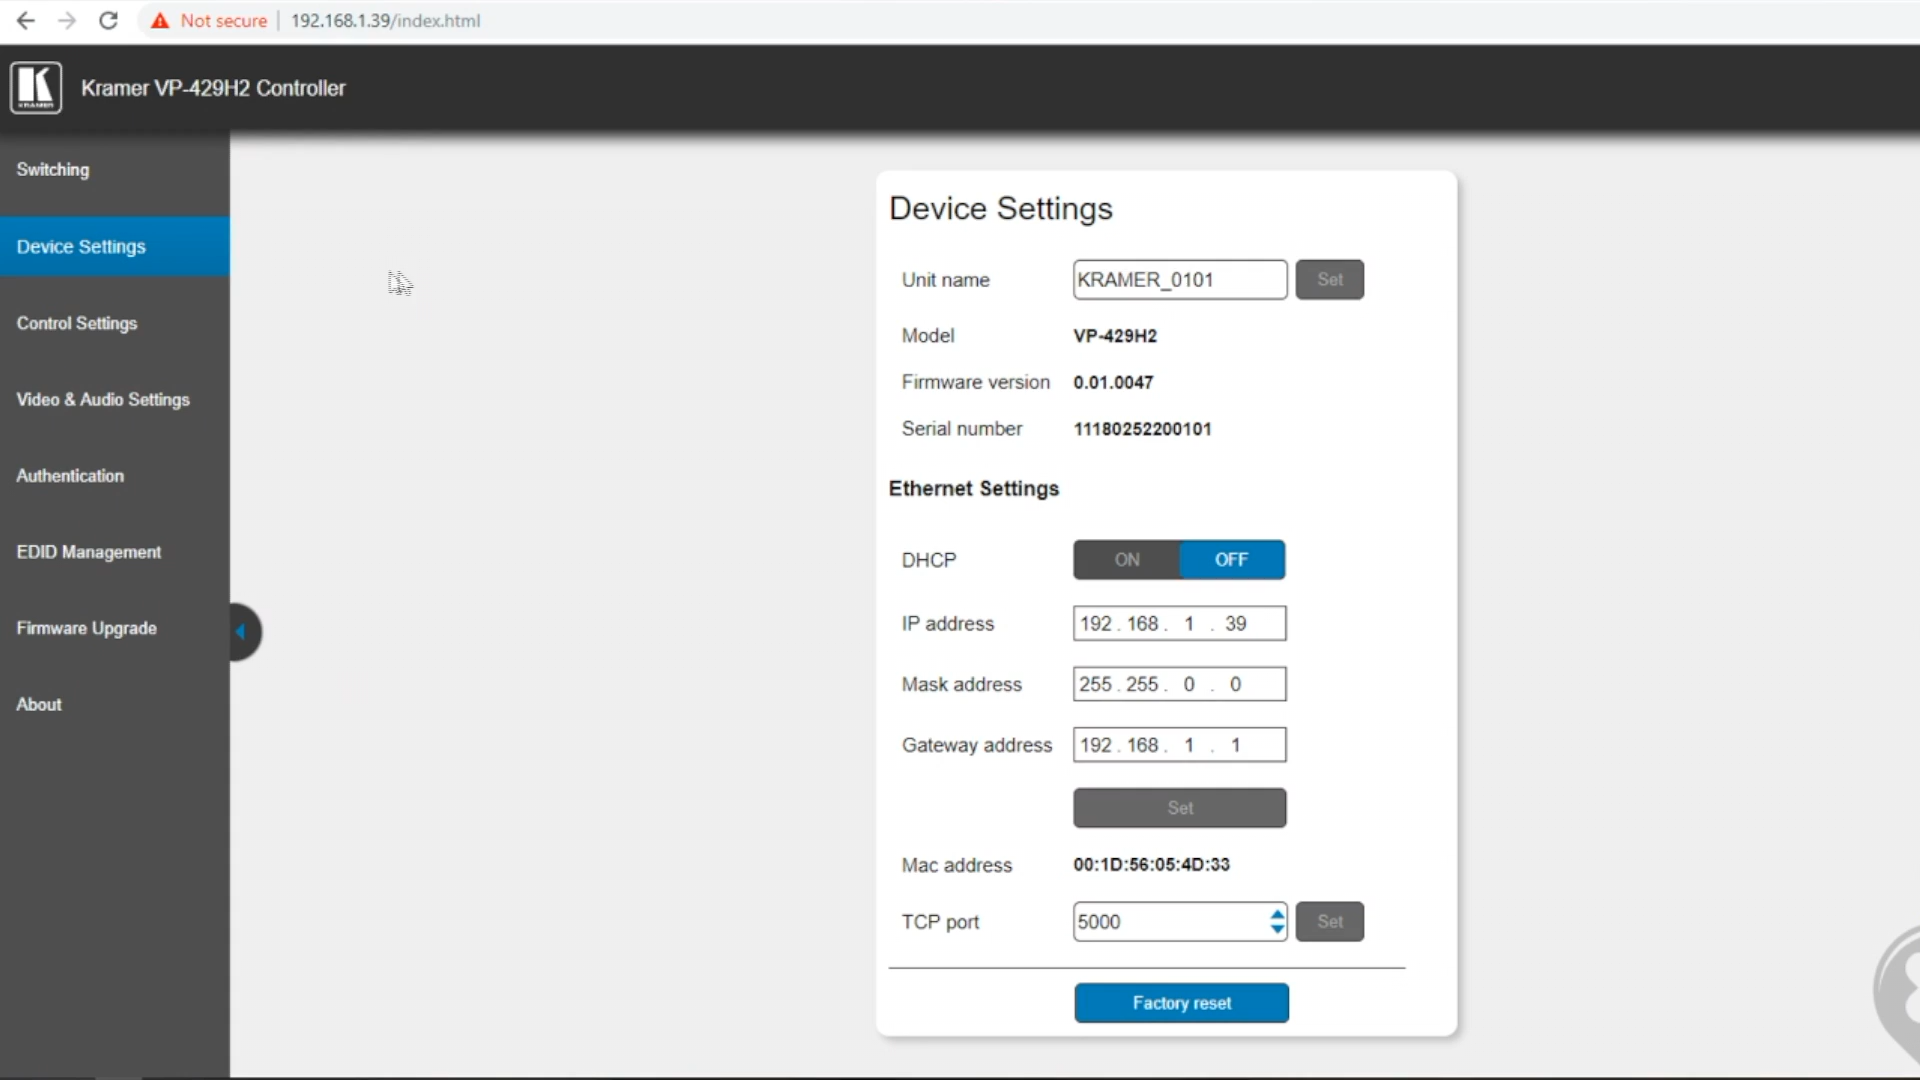 Not secure | 192.168.1.39/index.html
KRAMER
Kramer VP-429H2 Controller
Switching
Device Settings
Control Settings
Video & Audio Settings
Authentication
EDID Management
Firmware Upgrade
About
Device Settings
Unit name KRAMER_0101 Set
Model VP-429H2
Firmware version 0.01.0047
Serial number 11180252200101
Ethernet Settings
DHCP ON OFF
IP address 192 . 168 . 1 . 39
Mask address 255 . 255 . 0 . 0
Gateway address 192 . 168 . 1 . 1
Set
Mac address 00:1D:56:05:4D:33
TCP port 5000 Set
Factory reset